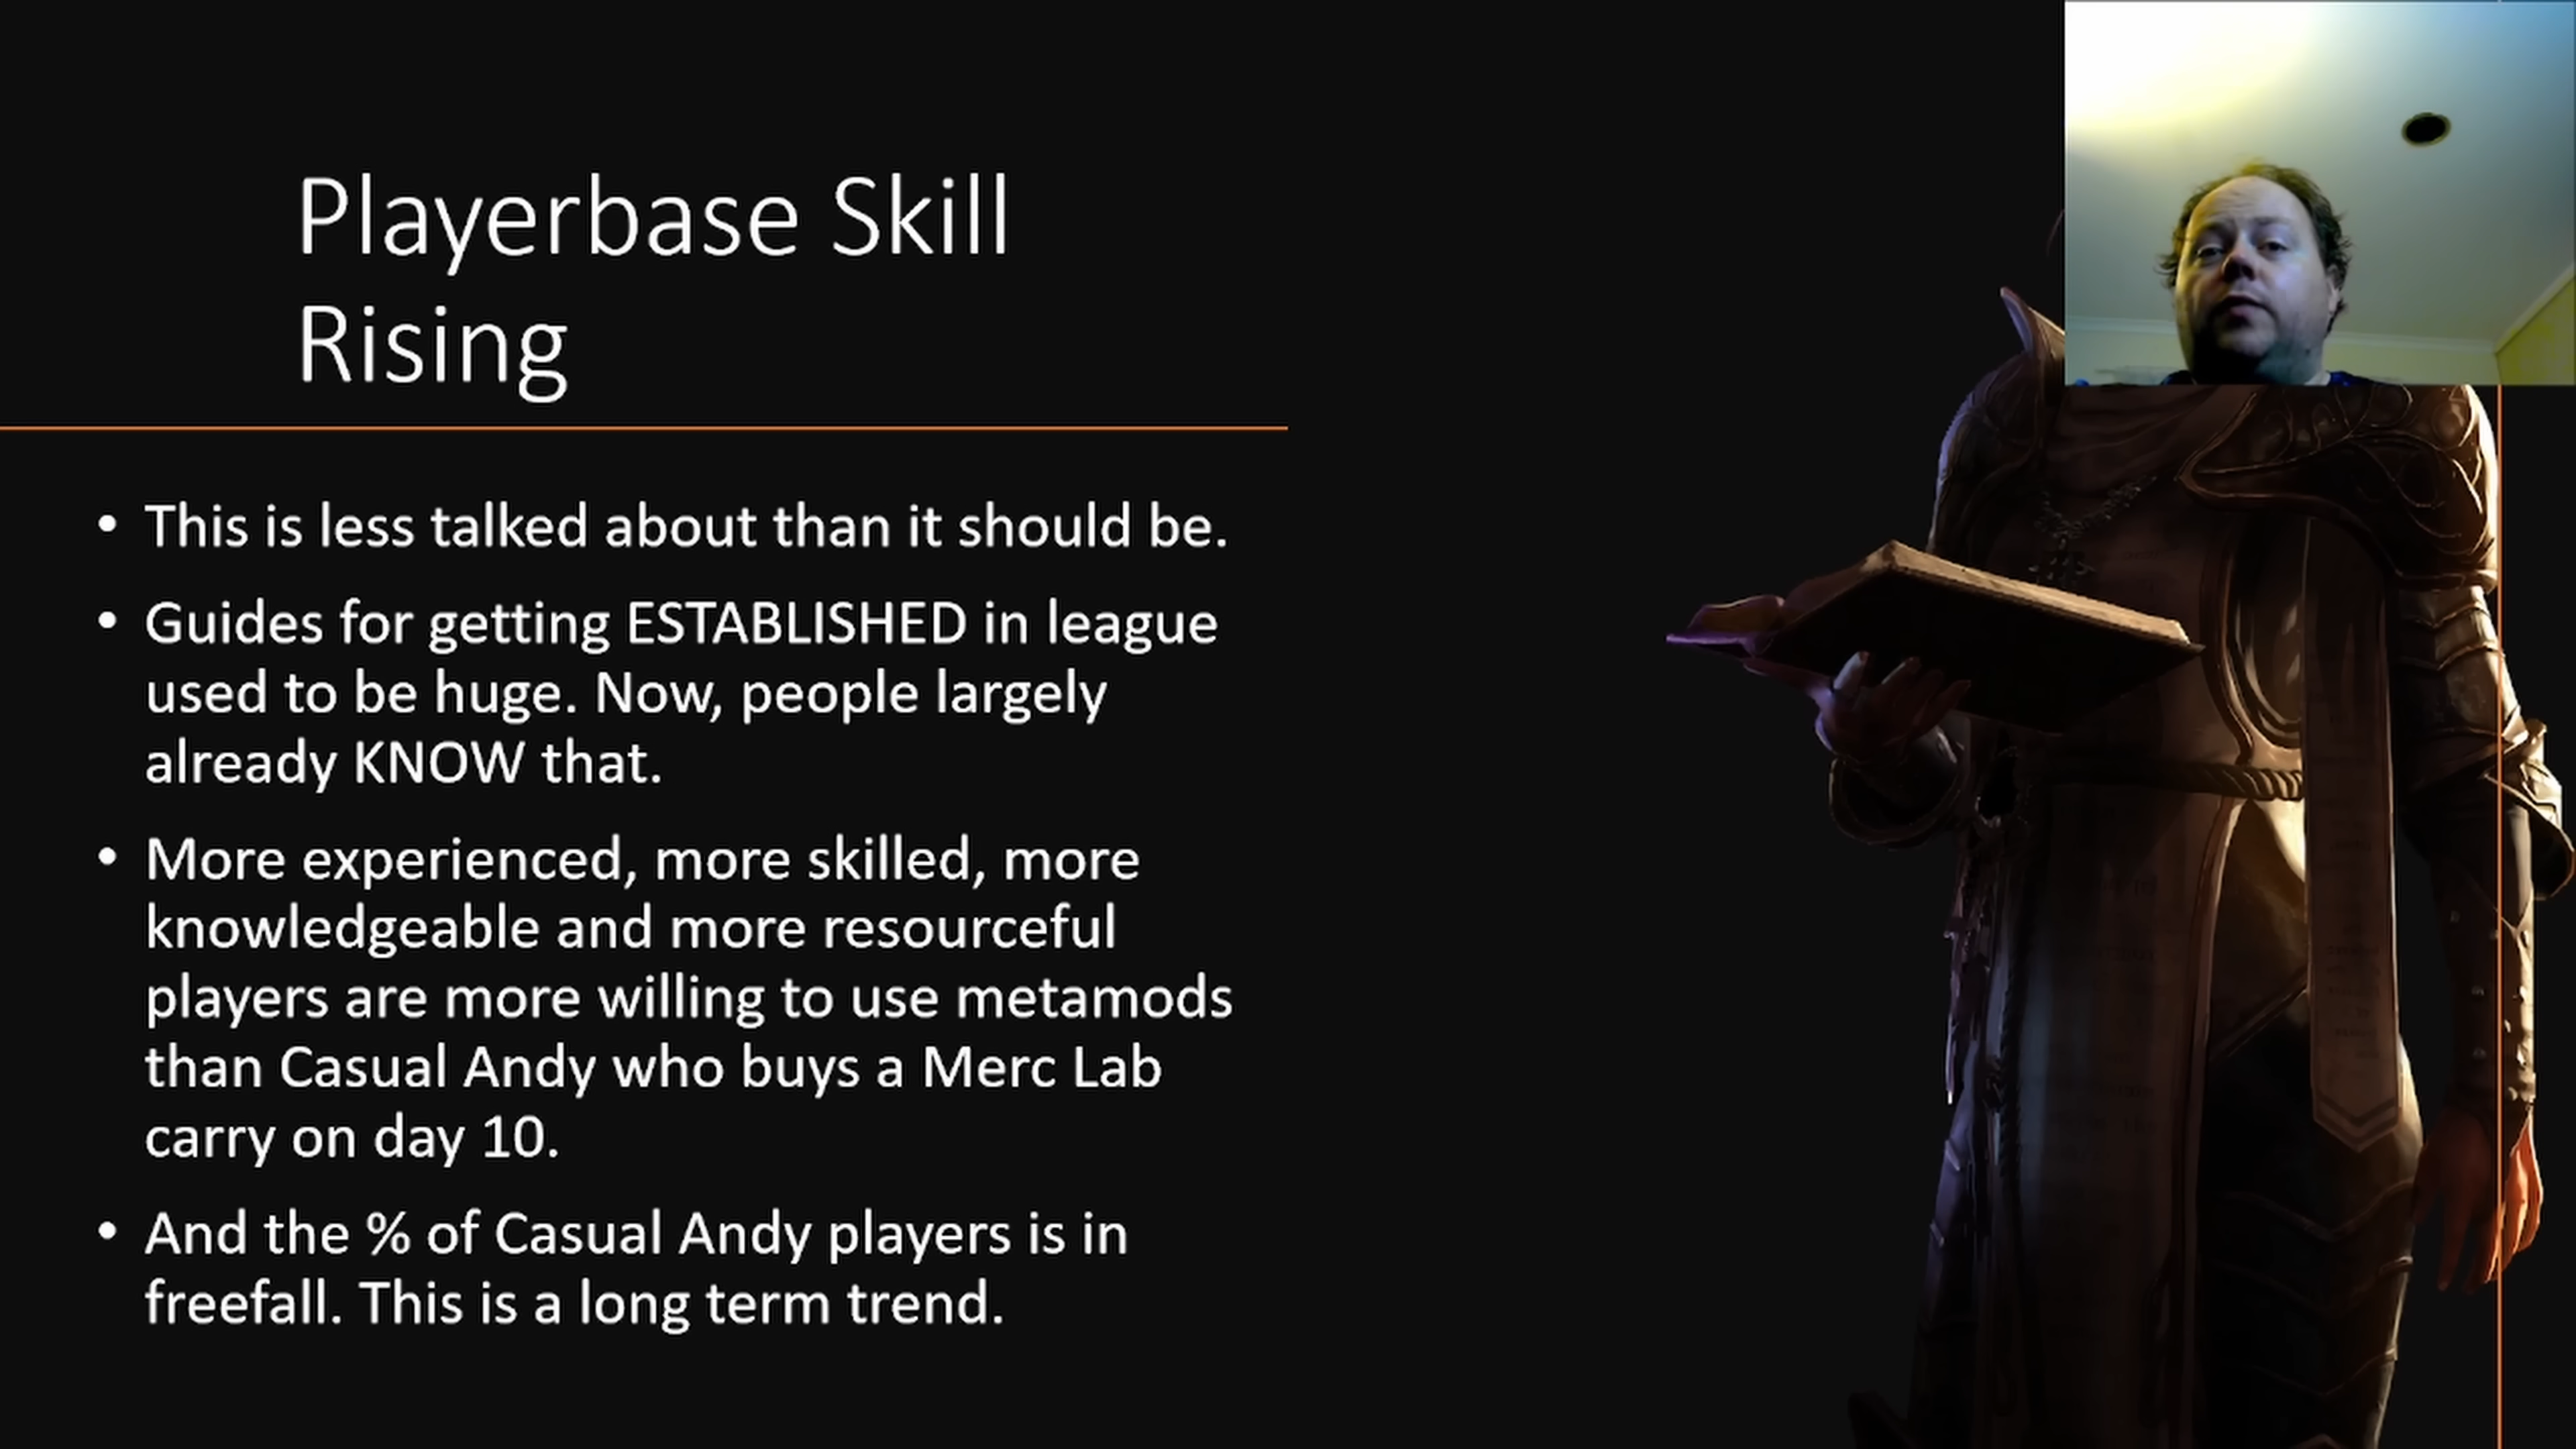 Playerbase Skill
Rising
• This is less talked about than it should be.
• Guides for getting ESTABLISHED in league
used to be huge. Now, people largely
already KNOW that.
• More experienced, more skilled, more
knowledgeable and more resourceful
players are more willing to use metamods
than Casual Andy who buys a Merc Lab
carry on day 10.
• And the % of Casual Andy players is in
freefall. This is a long term trend.